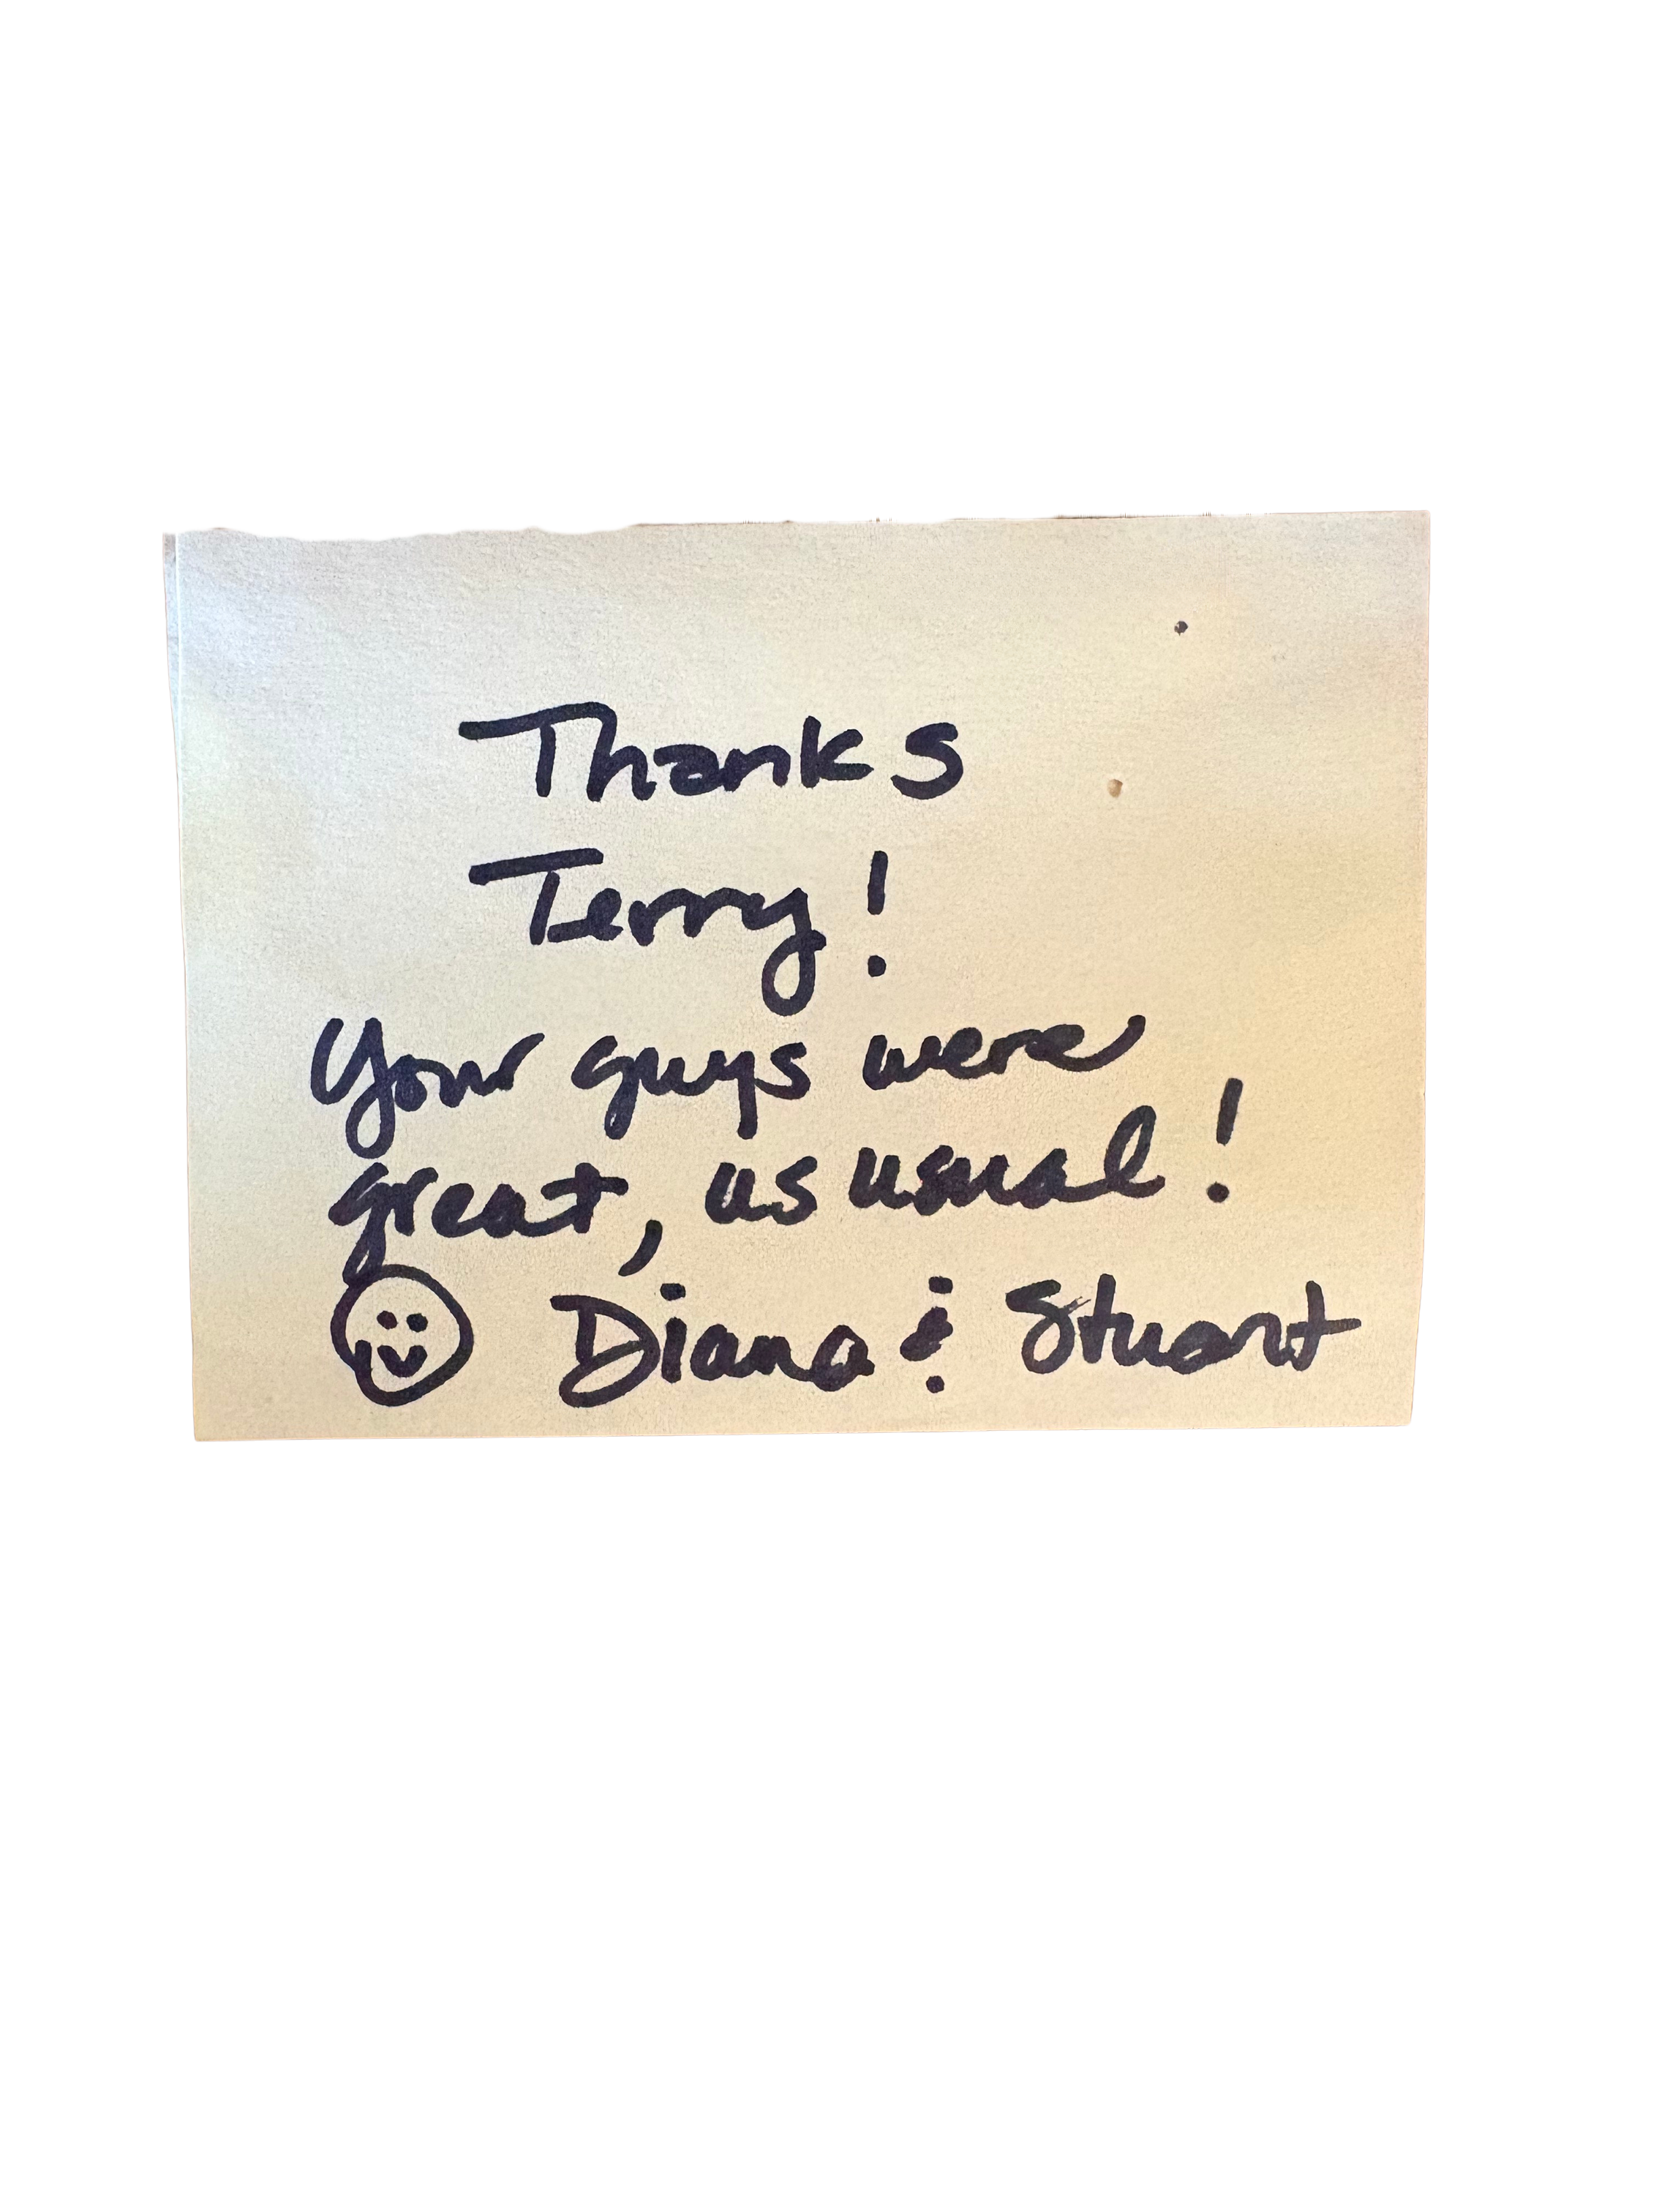 Thanks
Terry!
Your guys were
great, as usual!
Diana & Stuart